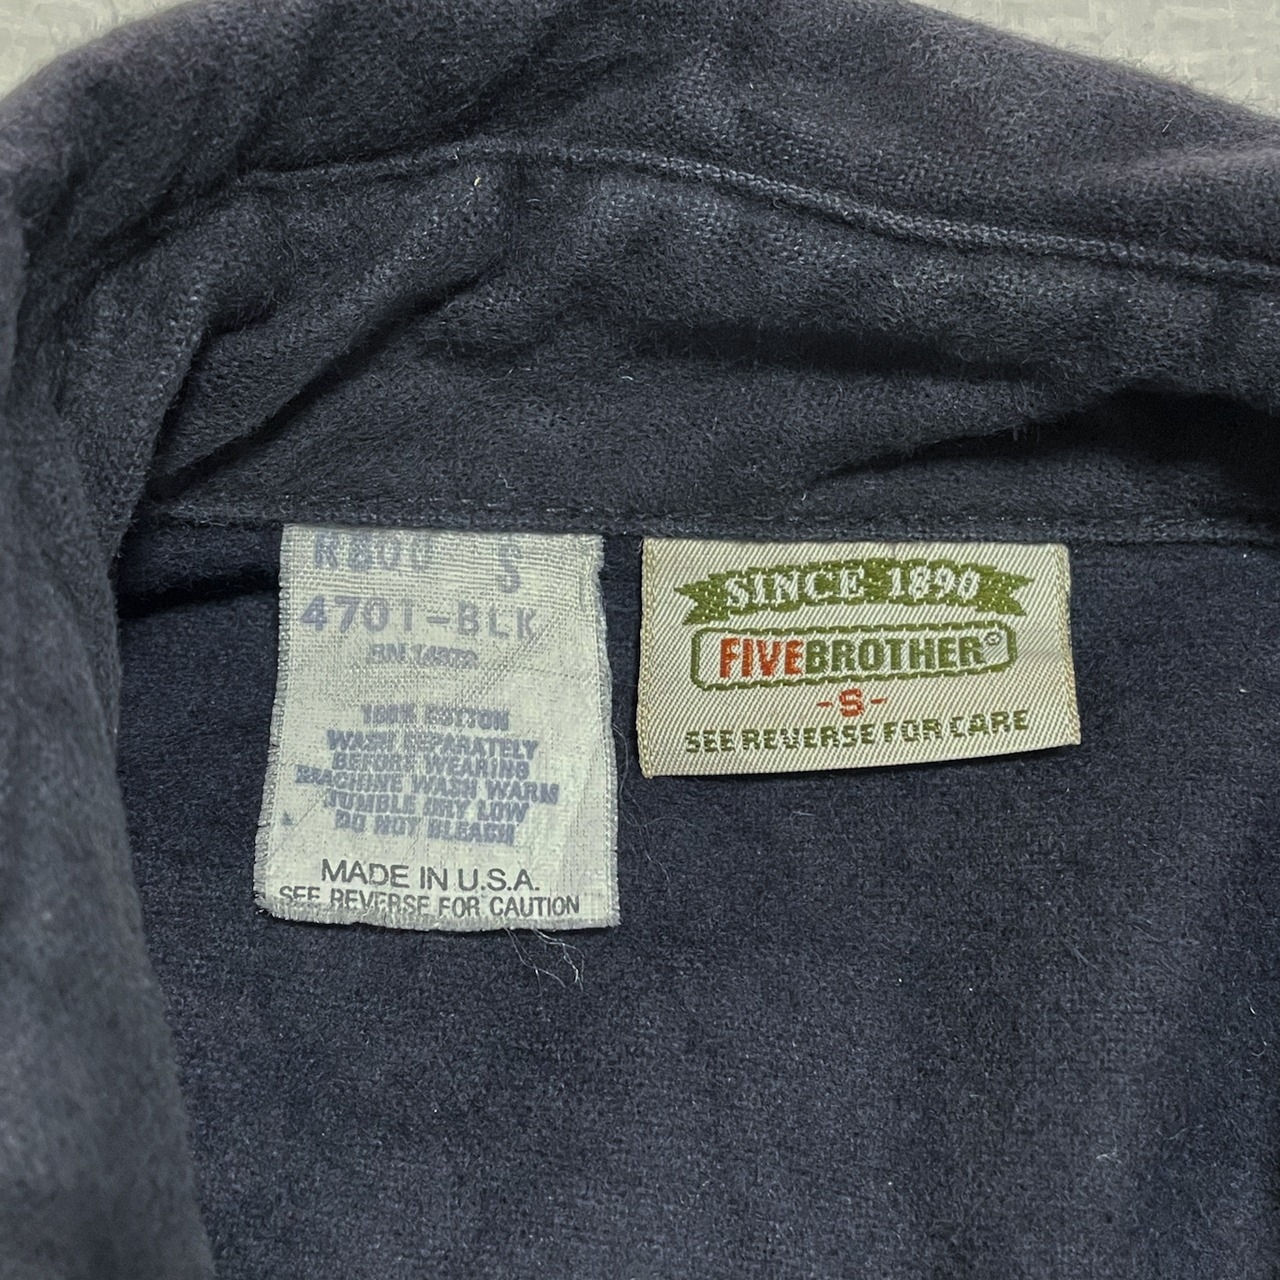 R800 S
4701-BLK
100% COTTON
WASH SEPARATELY
BEFORE WEARING
MACHINE WASH WARM
TUMBLE DRY LOW
DO NOT BLEACH
MADE IN U.S.A.
SEE REVERSE FOR CAUTION
SINCE 1890
FIVEBROTHER©
-S-
SEE REVERSE FOR CARE